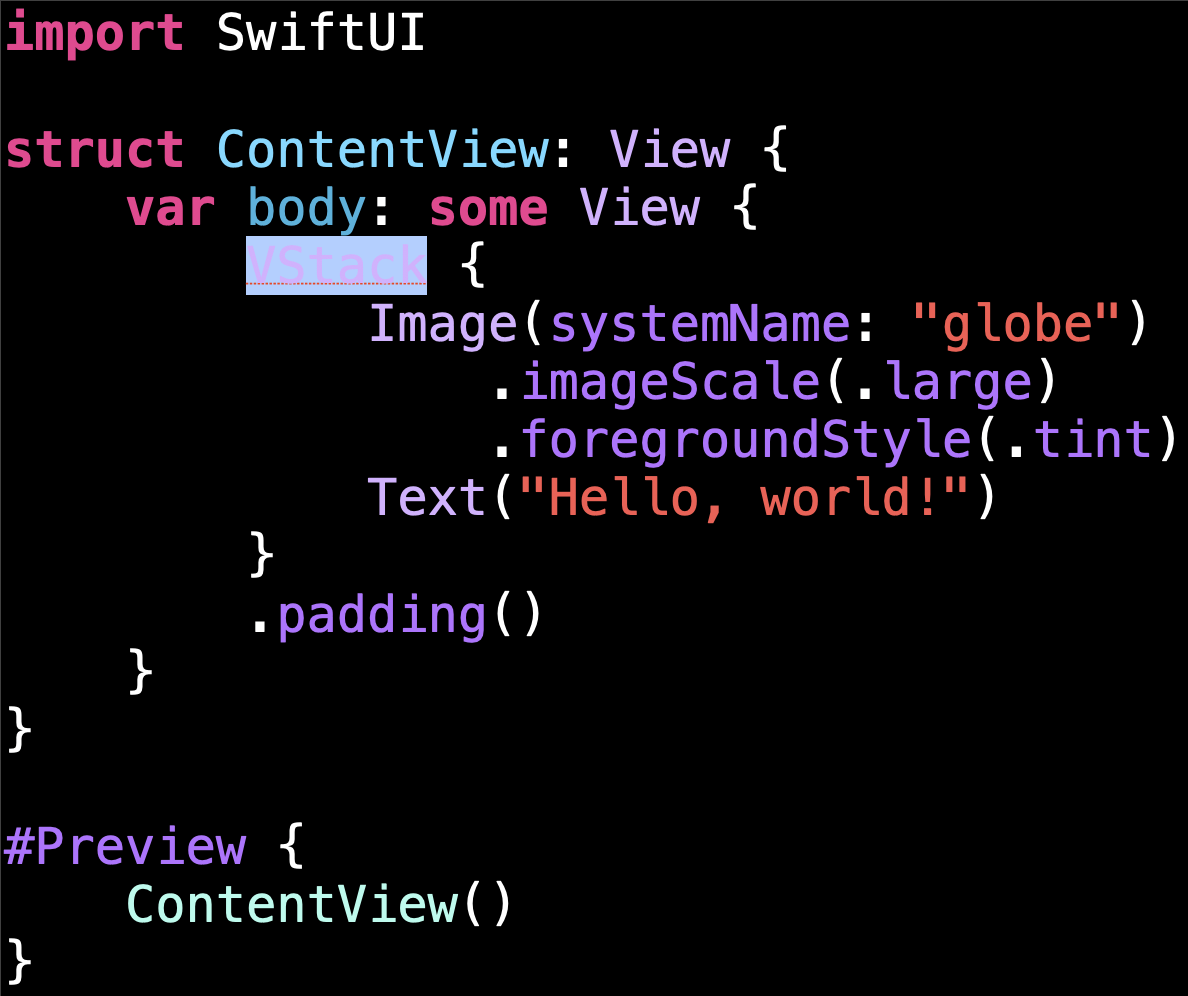 import SwiftUI

struct ContentView: View {
    var body: some View {
        VStack {
            Image(systemName: "globe")
                .imageScale(.large)
                .foregroundStyle(.tint)
            Text("Hello, world!")
        }
        .padding()
    }
}

#Preview {
    ContentView()
}